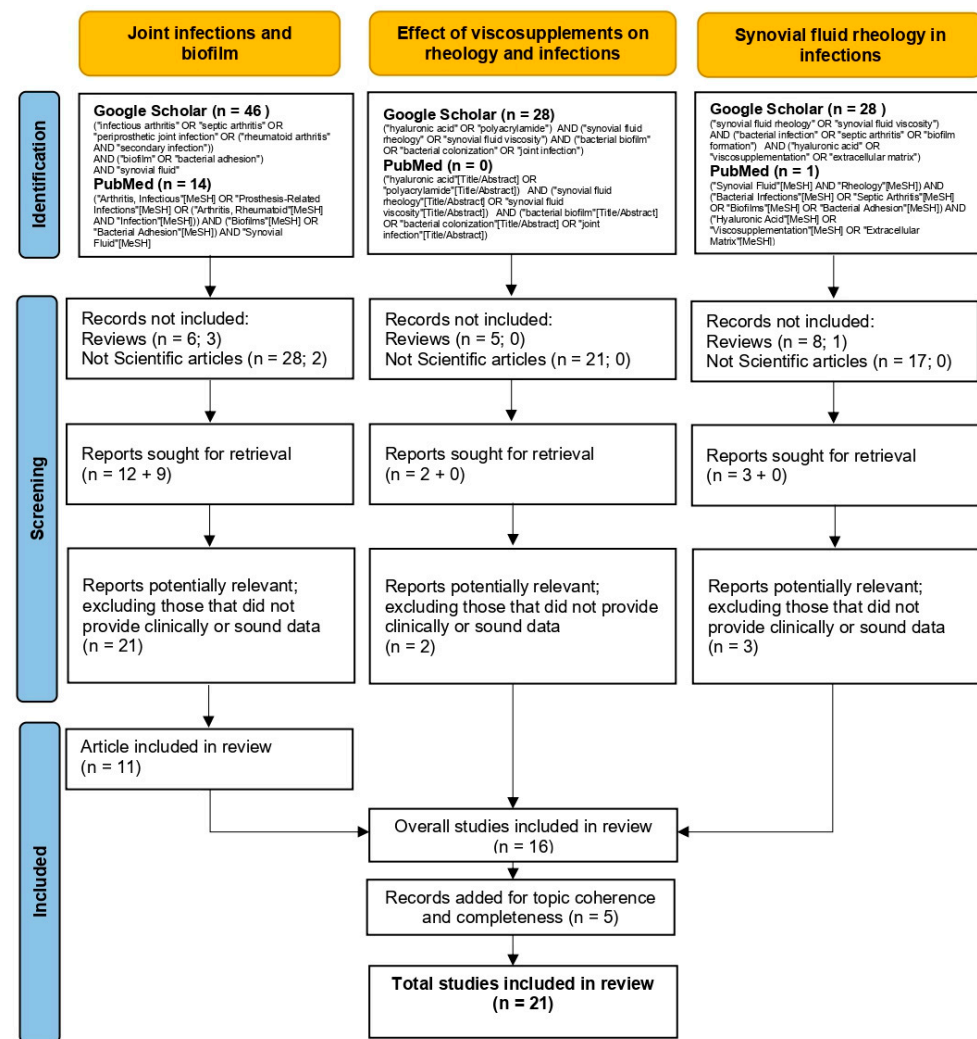 Joint infections and
biofilm
Effect of viscosupplements on
rheology and infections
Synovial fluid rheology in
infections
Identification
Google Scholar (n = 46 )
("infectious arthritis" OR "septic arthritis" OR
"periprosthetic joint infection" OR ("rheumatoid arthritis"
AND "secondary infection"))
AND ("biofilm" OR "bacterial adhesion")
AND "synovial fluid"
PubMed (n = 14)
("Arthritis, Infectious"[MeSH] OR "Prosthesis-Related
Infections"[MeSH] OR ("Arthritis, Rheumatoid"[MeSH]
AND "Infection"[MeSH])) AND ("Biofilms"[MeSH] OR
"Bacterial Adhesion"[MeSH]) AND "Synovial
Fluid"[MeSH]
Google Scholar (n = 28)
("hyaluronic acid" OR "polyacrylamide") AND ("synovial fluid
rheology" OR "synovial fluid viscosity") AND ("bacterial biofilm"
OR "bacterial colonization" OR "joint infection")
PubMed (n = 0)
("hyaluronic acid"[Title/Abstract] OR
"polyacrylamide"[Title/Abstract]) AND ("synovial fluid
rheology"[Title/Abstract] OR "synovial fluid
viscosity"[Title/Abstract]) AND ("bacterial biofilm"[Title/Abstract]
OR "bacterial colonization"[Title/Abstract] OR "joint
infection"[Title/Abstract])
Google Scholar (n = 28 )
("synovial fluid rheology" OR "synovial fluid viscosity")
AND ("bacterial infection" OR "septic arthritis" OR "biofilm
formation") AND ("hyaluronic acid" OR
"viscosupplementation" OR "extracellular matrix")
PubMed (n = 1)
("Synovial Fluid"[MeSH] AND "Rheology"[MeSH]) AND
("Bacterial Infections"[MeSH] OR "Septic Arthritis"[MeSH]
OR "Biofilms"[MeSH] OR "Bacterial Adhesion"[MeSH]) AND
("Hyaluronic Acid"[MeSH] OR
"Viscosupplementation"[MeSH] OR "Extracellular
Matrix"[MeSH])
Screening
Records not included:
Reviews (n = 6; 3)
Not Scientific articles (n = 28; 2)
Records not included:
Reviews (n = 5; 0)
Not Scientific articles (n = 21; 0)
Records not included:
Reviews (n = 8; 1)
Not Scientific articles (n = 17; 0)
Reports sought for retrieval
(n = 12 + 9)
Reports sought for retrieval
(n = 2 + 0)
Reports sought for retrieval
(n = 3 + 0)
Reports potentially relevant;
excluding those that did not
provide clinically or sound data
(n = 21)
Reports potentially relevant;
excluding those that did not
provide clinically or sound data
(n = 2)
Reports potentially relevant;
excluding those that did not
provide clinically or sound data
(n = 3)
Included
Article included in review
(n = 11)
Overall studies included in review
(n = 16)
Records added for topic coherence
and completeness (n = 5)
Total studies included in review
(n = 21)